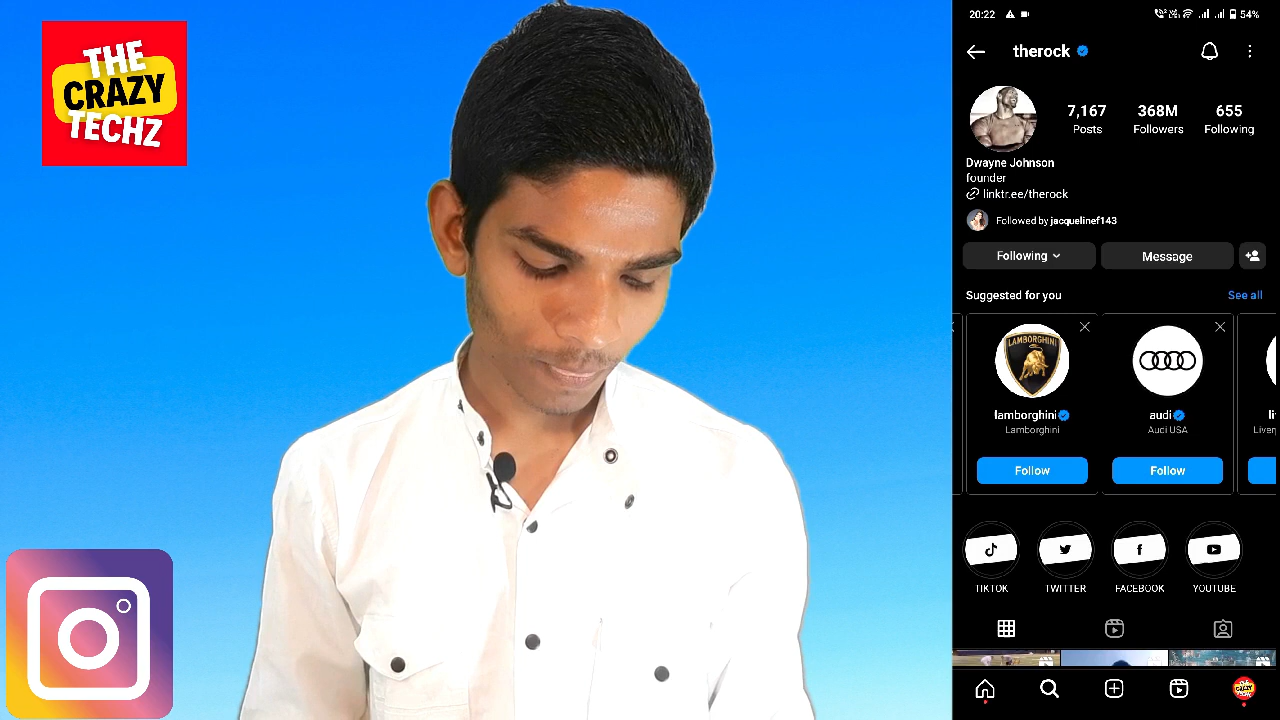 THE
CRAZY
TECHZ
20:22
54%
therock
7,167
368M
655
Posts
Followers
Following
Dwayne Johnson
founder
linktr.ee/therock
Followed by jacquelinef143
Following
Message
Suggested for you
See all
LAMBORGHINI
lamborghini
audi
Lamborghini
Audi USA
Follow
Follow
TIKTOK
TWITTER
FACEBOOK
YOUTUBE